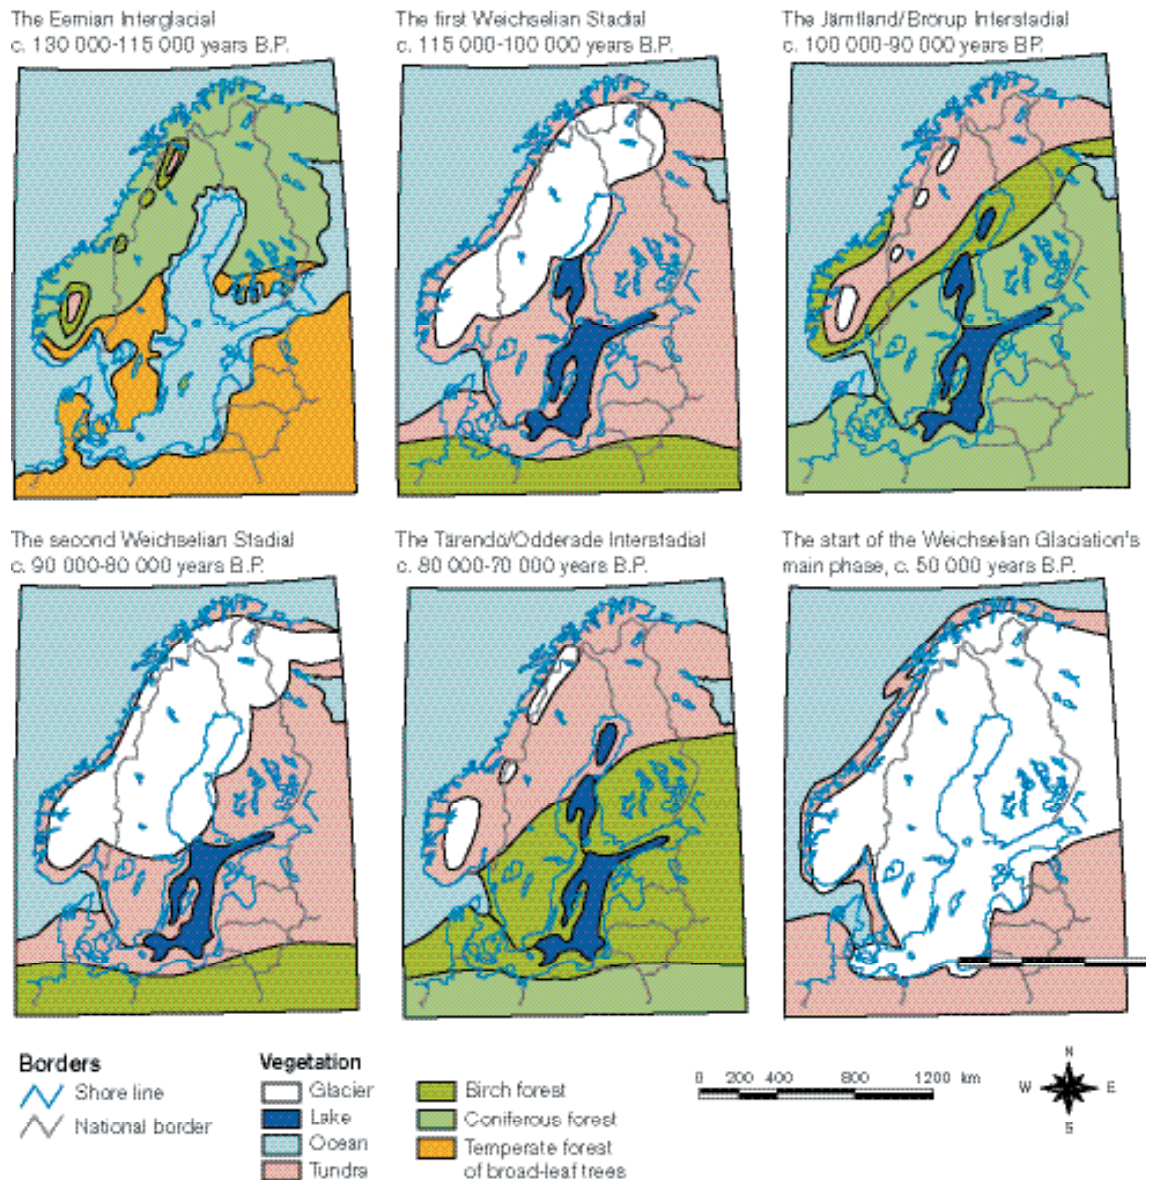 The Eemian Interglacial
c. 130 000-115 000 years B.P.
The first Weichselian Stadial
c. 115 000-100 000 years B.P.
The Jämtland/Brörup Interstadial
c. 100 000-90 000 years BP.
The second Weichselian Stadial
c. 90 000-80 000 years B.P.
The Tärendö/Odderade Interstadial
c. 80 000-70 000 years B.P.
The start of the Weichselian Glaciation's
main phase, c. 50 000 years B.P.
Borders
Shore line
National border
Vegetation
Glacier
Lake
Ocean
Tundra
Birch forest
Coniferous forest
Temperate forest
of broad-leaf trees
0 200 400 800 1200 km
N
W E
S